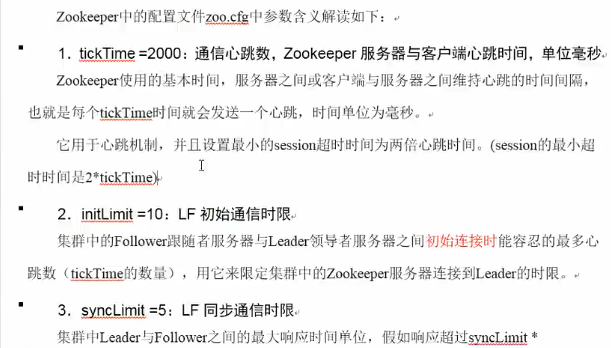 Zookeeper中的配置文件zoo.cfg中参数含义解读如下：
1．tickTime =2000：通信心跳数，Zookeeper 服务器与客户端心跳时间，单位毫秒
Zookeeper使用的基本时间，服务器之间或客户端与服务器之间维持心跳的时间间隔，
也就是每个tickTime时间就会发送一个心跳，时间单位为毫秒。
它用于心跳机制，并且设置最小的session超时时间为两倍心跳时间。(session的最小超
时时间是2*tickTime)
2．initLimit =10：LF 初始通信时限
集群中的Follower跟随者服务器与Leader领导者服务器之间初始连接时能容忍的最多心
跳数（tickTime的数量），用它来限定集群中的Zookeeper服务器连接到Leader的时限。
3．syncLimit =5：LF 同步通信时限
集群中Leader与Follower之间的最大响应时间单位，假如响应超过syncLimit *